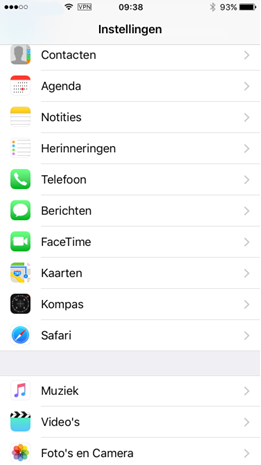 VPN 09:38 93%
Instellingen
Contacten
Agenda
Notities
Herinneringen
Telefoon
Berichten
FaceTime
Kaarten
Kompas
Safari
Muziek
Video's
Foto's en Camera